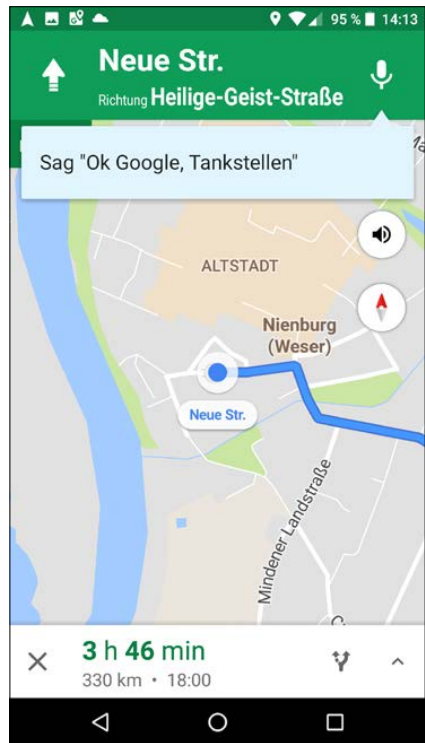 95 % 14:13
Neue Str.
Richtung Heilige-Geist-Straße
Sag "Ok Google, Tankstellen"
ALTSTADT
Nienburg
(Weser)
Neue Str.
Mindener Landstraße
3 h 46 min
330 km • 18:00